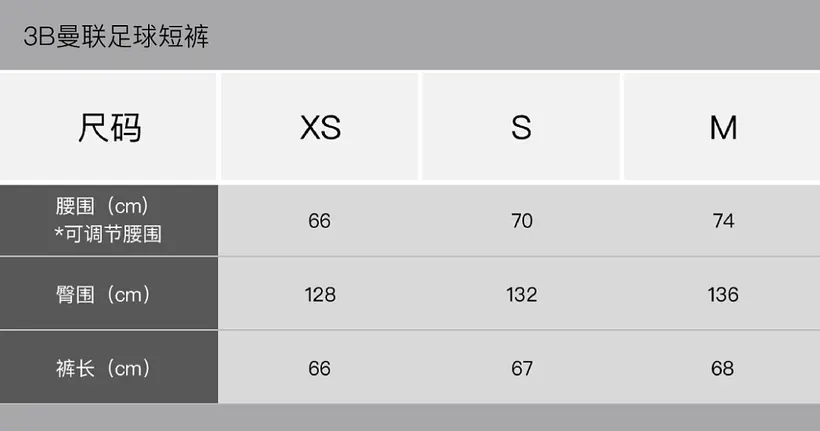 3B曼联足球短裤
尺码 XS S M
腰围（cm） 66 70 74
*可调节腰围
臀围（cm） 128 132 136
裤长（cm） 66 67 68